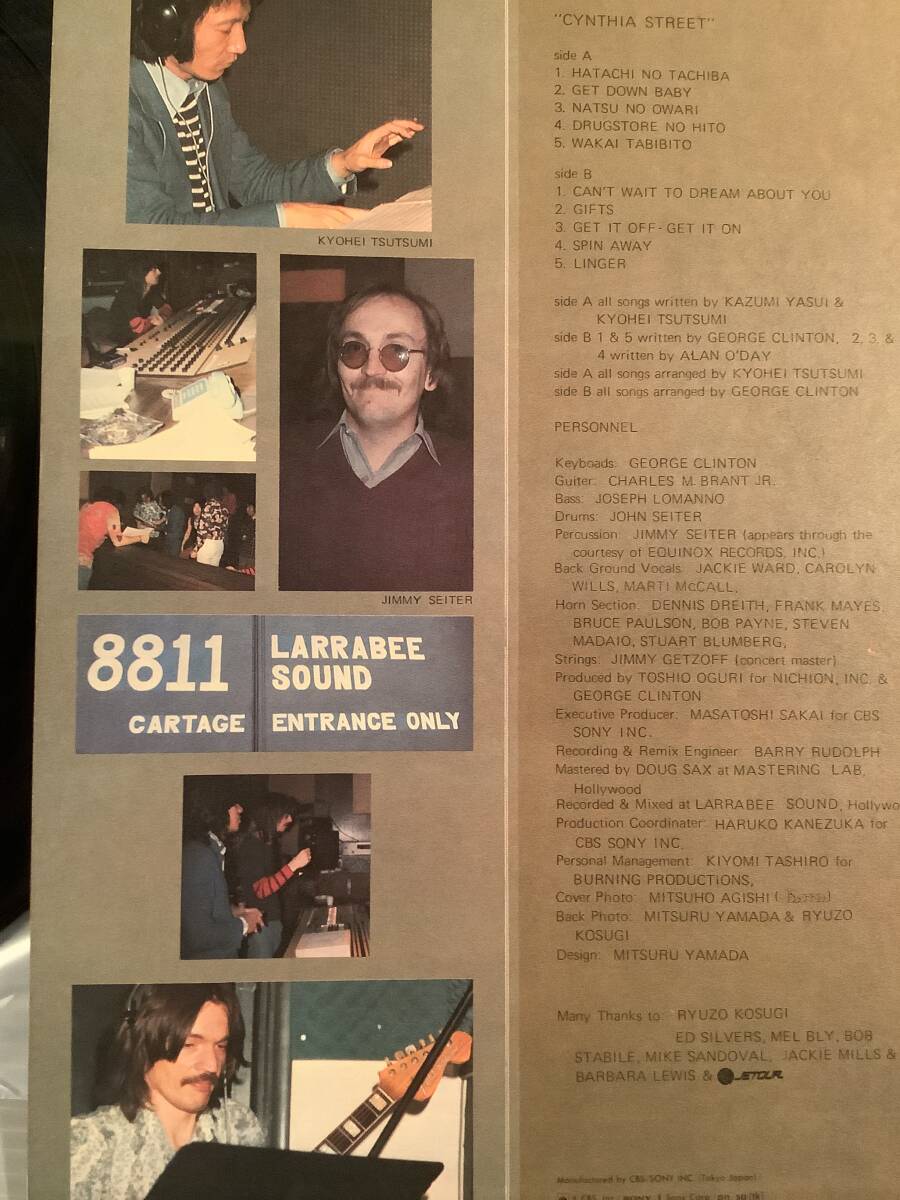 KYOHEI TSUTSUMI
JIMMY SEITER
8811
CARTAGE
LARRABEE
SOUND
ENTRANCE ONLY
"CYNTHIA STREET"
side A
1. HATACHI NO TACHIBA
2. GET DOWN BABY
3. NATSU NO OWARI
4. DRUGSTORE NO HITO
5. WAKAI TABIBITO
side B
1. CAN'T WAIT TO DREAM ABOUT YOU
2. GIFTS
3. GET IT OFF-GET IT ON
4. SPIN AWAY
5. LINGER
side A all songs written by KAZUMI YASUI &
KYOHEI TSUTSUMI
side B 1 & 5 written by GEORGE CLINTON, 2, 3, &
4 written by ALAN O'DAY
side A all songs arranged by KYOHEI TSUTSUMI
side B all songs arranged by GEORGE CLINTON
PERSONNEL
Keyboads: GEORGE CLINTON
Guiter: CHARLES M. BRANT JR.
Bass: JOSEPH LOMANNO
Drums: JOHN SEITER
Percussion: JIMMY SEITER (appears through the
courtesy of EQUINOX RECORDS, INC.)
Back Ground Vocals: JACKIE WARD, CAROLYN
WILLS, MARTI McCALL,
Horn Section: DENNIS DREITH, FRANK MAYES,
BRUCE PAULSON, BOB PAYNE, STEVEN
MADAIO, STUART BLUMBERG,
Strings: JIMMY GETZOFF (concert master)
Produced by TOSHIO OGURI for NICHION, INC. &
GEORGE CLINTON
Executive Producer: MASATOSHI SAKAI for CBS
SONY INC.
Recording & Remix Engineer: BARRY RUDOLPH
Mastered by DOUG SAX at MASTERING LAB,
Hollywood
Recorded & Mixed at LARRABEE SOUND, Hollywo
Production Coordinater: HARUKO KANEZUKA for
CBS SONY INC.
Personal Management: KIYOMI TASHIRO for
BURNING PRODUCTIONS,
Cover Photo: MITSUHO AGISHI
Back Photo: MITSURU YAMADA & RYUZO
KOSUGI
Design: MITSURU YAMADA
Many Thanks to: RYUZO KOSUGI
ED SILVERS, MEL BLY, BOB
STABILE, MIKE SANDOVAL, JACKIE MILLS &
BARBARA LEWIS & JETOUR
Manufactured by CBS/SONY INC. (Tokyo Japan)